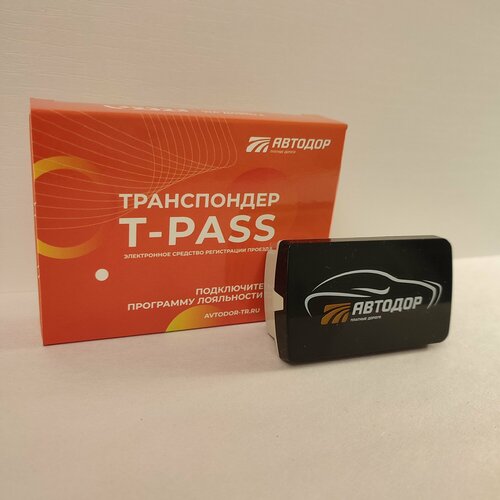 АВТОДОР
ПЛАТНЫЕ ДОРОГИ
ТРАНСПОНДЕР
T-PASS
ЭЛЕКТРОННОЕ СРЕДСТВО РЕГИСТРАЦИИ ПРОЕЗДА
ПОДКЛЮЧИТЕ
ПРОГРАММУ ЛОЯЛЬНОСТИ
AVTODOR-TR.RU
АВТОДОР
ПЛАТНЫЕ ДОРОГИ